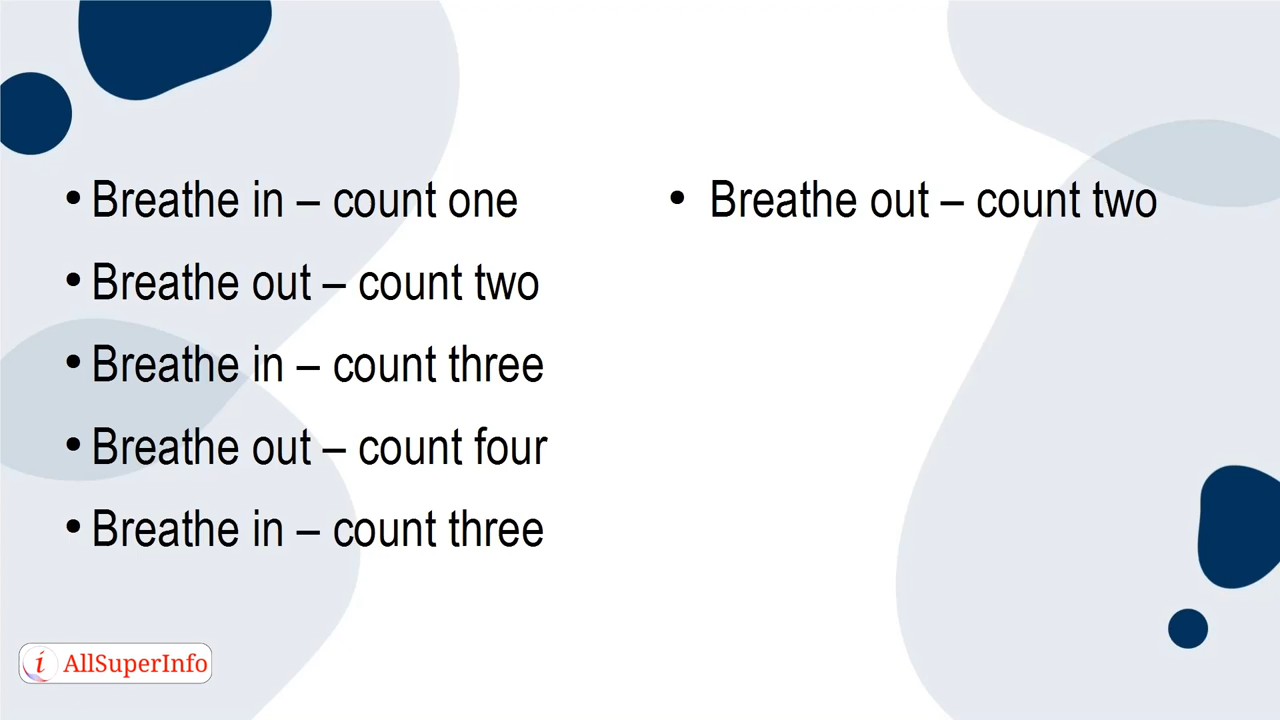 • Breathe in – count one
• Breathe out – count two
• Breathe in – count three
• Breathe out – count four
• Breathe in – count three
• Breathe out – count two
i AllSuperInfo